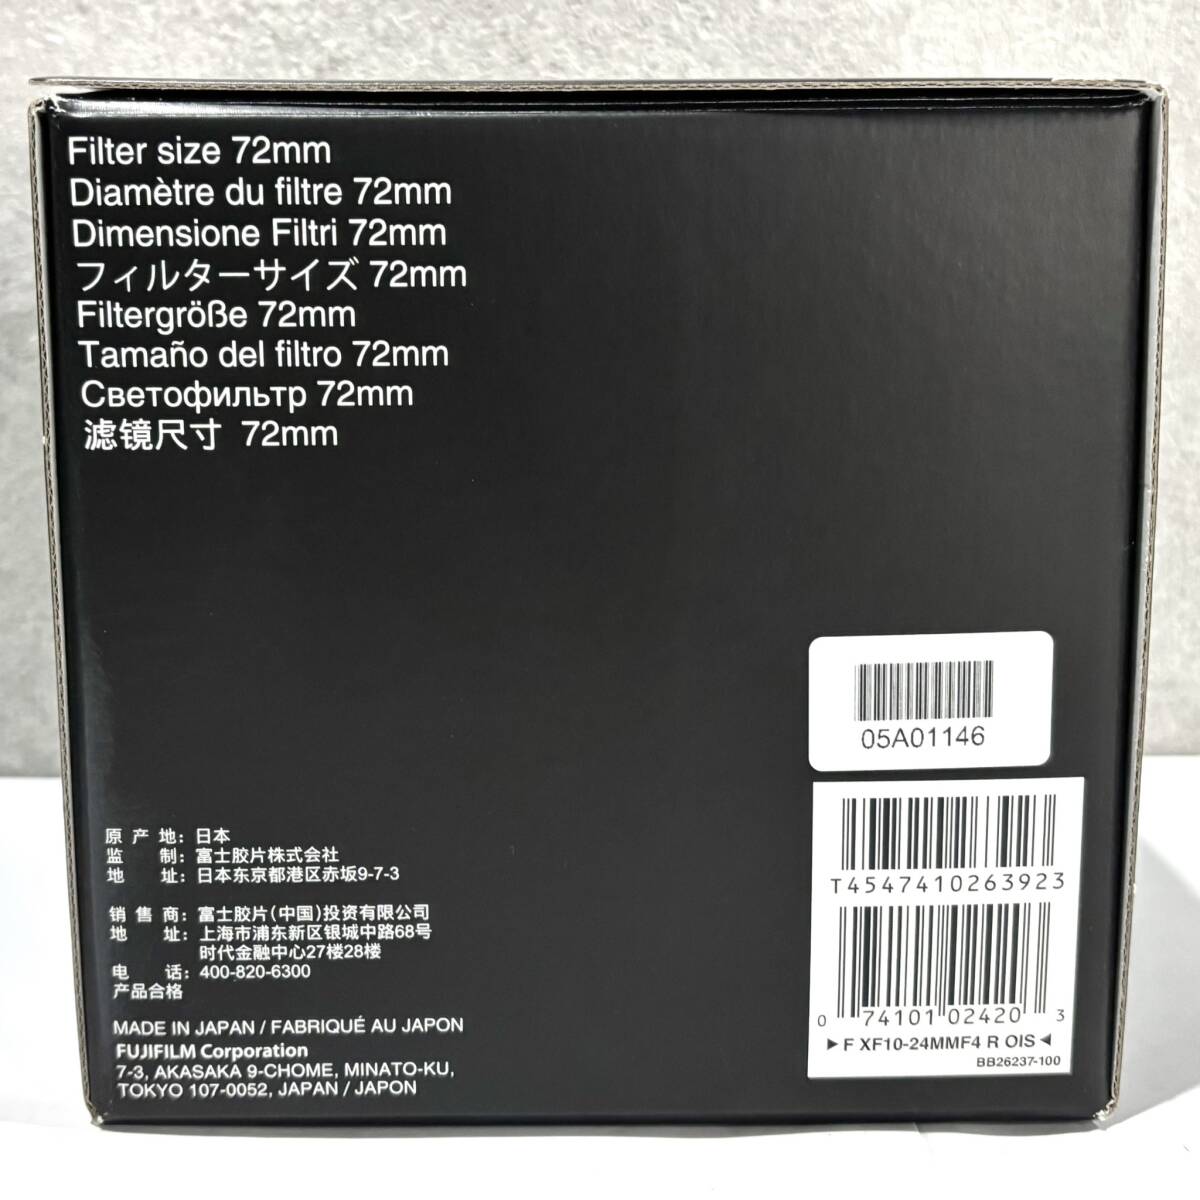 Filter size 72mm
Diamètre du filtre 72mm
Dimensione Filtri 72mm
フィルターサイズ 72mm
Filtergröße 72mm
Tamaño del filtro 72mm
Светофильтр 72mm
滤镜尺寸 72mm
05A01146
T4547410263923
0 74101 02420 3
▶ F XF10-24MMF4 R OIS ◀
BB26237-100
原 产 地: 日本
监 制: 富士胶片株式会社
地 址: 日本东京都港区赤坂9-7-3
销 售 商: 富士胶片(中国)投资有限公司
地 址: 上海市浦东新区银城中路68号
时代金融中心27楼28楼
电 话: 400-820-6300
产品合格
MADE IN JAPAN / FABRIQUÉ AU JAPON
FUJIFILM Corporation
7-3, AKASAKA 9-CHOME, MINATO-KU,
TOKYO 107-0052, JAPAN / JAPON